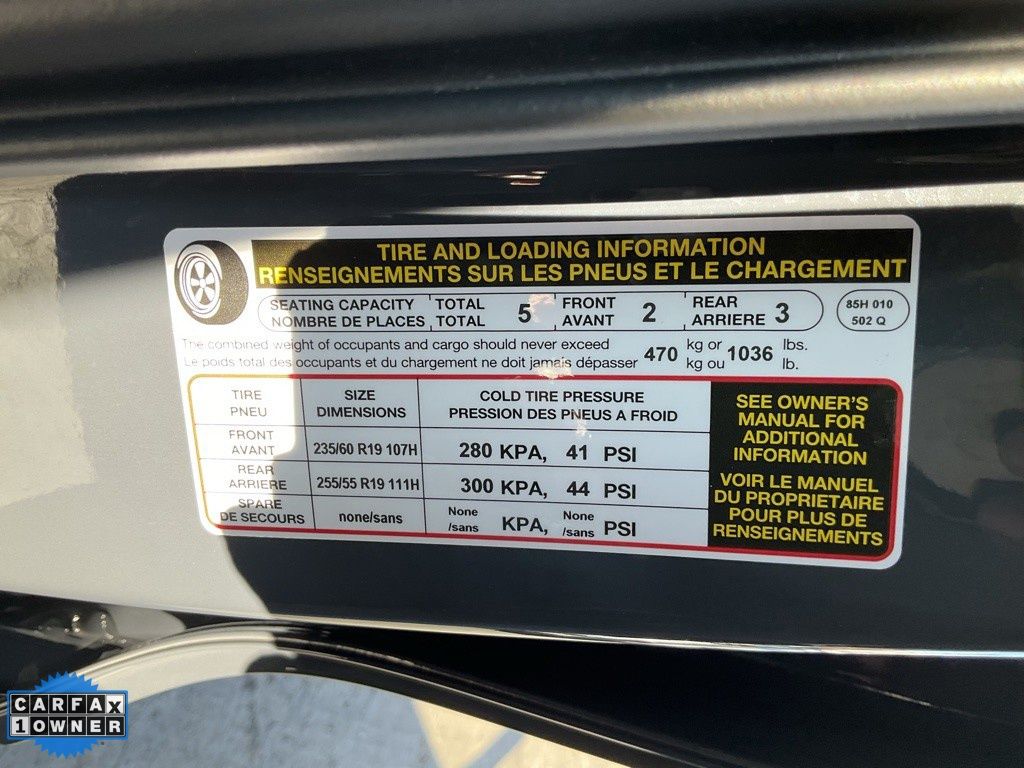 TIRE AND LOADING INFORMATION
RENSEIGNEMENTS SUR LES PNEUS ET LE CHARGEMENT
SEATING CAPACITY TOTAL 5 FRONT 2 REAR 3
NOMBRE DE PLACES TOTAL AVANT ARRIERE
85H 010
502 Q
The combined weight of occupants and cargo should never exceed 470 kg or 1036 lbs.
Le poids total des occupants et du chargement ne doit jamais dépasser kg ou lb.
TIRE SIZE COLD TIRE PRESSURE
PNEU DIMENSIONS PRESSION DES PNEUS A FROID
FRONT
AVANT 235/60 R19 107H 280 KPA, 41 PSI
REAR
ARRIERE 255/55 R19 111H 300 KPA, 44 PSI
SPARE None None
DE SECOURS none/sans /sans KPA, /sans PSI
SEE OWNER'S
MANUAL FOR
ADDITIONAL
INFORMATION
VOIR LE MANUEL
DU PROPRIETAIRE
POUR PLUS DE
RENSEIGNEMENTS
CARFAX
1 OWNER